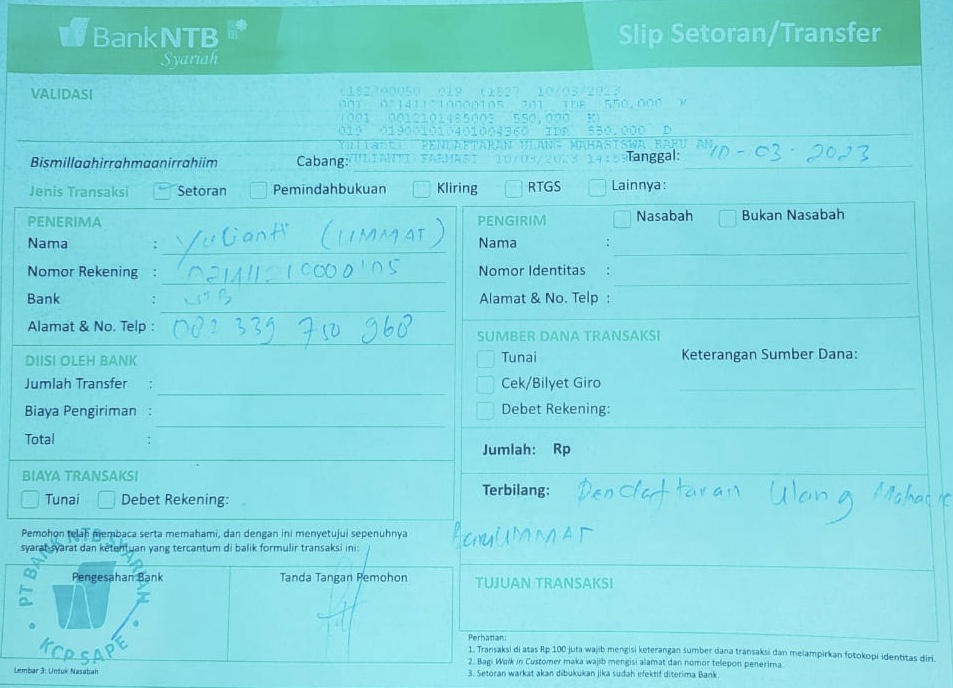 BankNTB Syariah
Slip Setoran/Transfer
VALIDASI
10/03/2023
001 0214111210000105 201 IDR 550,000 K
(001 0012101485003 550,000 K)
019 019001010401004360 IDR 550,000 D
Yulianti PENDAFTARAN ULANG MAHASISWA BARU AN
YULIANTI FARMASI 10/03/2023
Bismillaahirrahmaanirrahiim
Cabang:
Tanggal: 10-03-2023
Jenis Transaksi Setoran Pemindahbukuan Kliring RTGS Lainnya:
PENERIMA
Nama : Yulianti (UMMAT)
Nomor Rekening :
Bank :
Alamat & No. Telp : 082 339 710 968
DIISI OLEH BANK
Jumlah Transfer :
Biaya Pengiriman :
Total :
BIAYA TRANSAKSI
Tunai Debet Rekening:
Pemohon telah membaca serta memahami, dan dengan ini menyetujui sepenuhnya
syarat-syarat dan ketentuan yang tercantum di balik formulir transaksi ini:
Pengesahan Bank
Tanda Tangan Pemohon
PT BANK NTB SYARIAH
KCP SAPE
Lembar 3: Untuk Nasabah
PENGIRIM Nasabah Bukan Nasabah
Nama :
Nomor Identitas :
Alamat & No. Telp :
SUMBER DANA TRANSAKSI
Tunai
Keterangan Sumber Dana:
Cek/Bilyet Giro
Debet Rekening:
Jumlah: Rp
Terbilang: Pendaftaran Ulang
UMMAT
TUJUAN TRANSAKSI
Perhatian:
1. Transaksi di atas Rp 100 juta wajib mengisi keterangan sumber dana transaksi dan melampirkan fotokopi identitas diri.
2. Bagi Walk in Customer maka wajib mengisi alamat dan nomor telepon penerima.
3. Setoran warkat akan dibukukan jika sudah efektif diterima Bank.